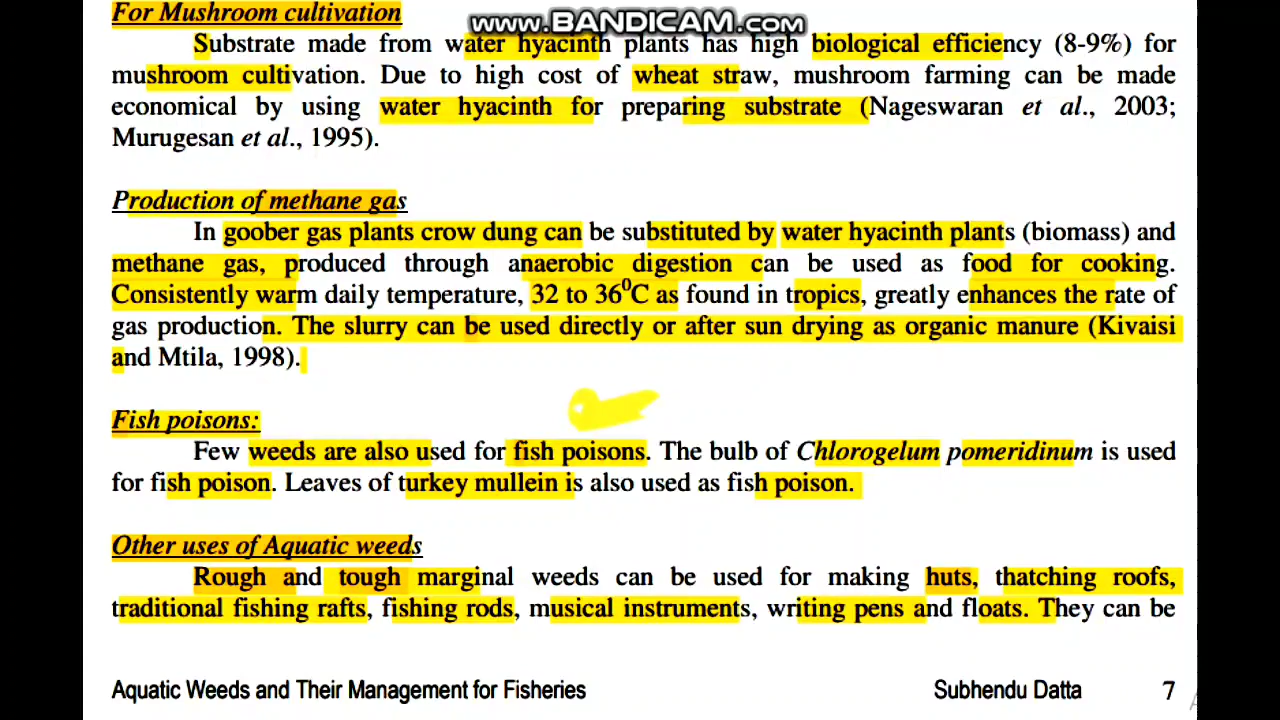 www.BANDICAM.com
For Mushroom cultivation
Substrate made from water hyacinth plants has high biological efficiency (8-9%) for
mushroom cultivation. Due to high cost of wheat straw, mushroom farming can be made
economical by using water hyacinth for preparing substrate (Nageswaran et al., 2003;
Murugesan et al., 1995).
Production of methane gas
In goober gas plants crow dung can be substituted by water hyacinth plants (biomass) and
methane gas, produced through anaerobic digestion can be used as food for cooking.
Consistently warm daily temperature, 32 to 36⁰C as found in tropics, greatly enhances the rate of
gas production. The slurry can be used directly or after sun drying as organic manure (Kivaisi
and Mtila, 1998).
Fish poisons:
Few weeds are also used for fish poisons. The bulb of Chlorogelum pomeridinum is used
for fish poison. Leaves of turkey mullein is also used as fish poison.
Other uses of Aquatic weeds
Rough and tough marginal weeds can be used for making huts, thatching roofs,
traditional fishing rafts, fishing rods, musical instruments, writing pens and floats. They can be
Aquatic Weeds and Their Management for Fisheries Subhendu Datta 7